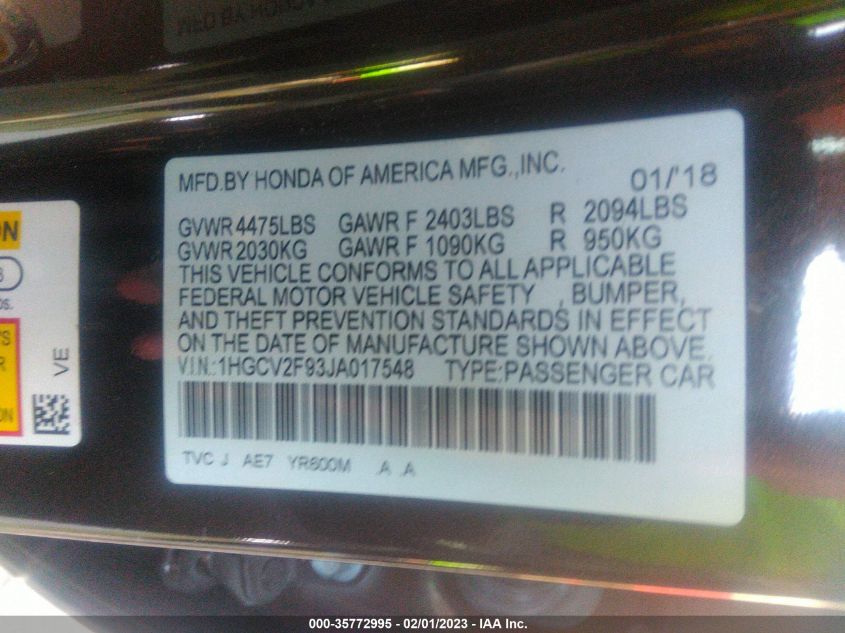 MFD.BY HONDA OF AMERICA MFG.,INC. 01/'18
GVWR 4475LBS GAWR F 2403LBS R 2094LBS
GVWR 2030KG GAWR F 1090KG R 950KG
THIS VEHICLE CONFORMS TO ALL APPLICABLE
FEDERAL MOTOR VEHICLE SAFETY , BUMPER,
AND THEFT PREVENTION STANDARDS IN EFFECT
ON THE DATE OF MANUFACTURE SHOWN ABOVE.
V.I.N.:1HGCV2F93JA017548 TYPE:PASSENGER CAR
TVC J AE7 YR600M .A .A
VE
000-35772995 - 02/01/2023 - IAA Inc.